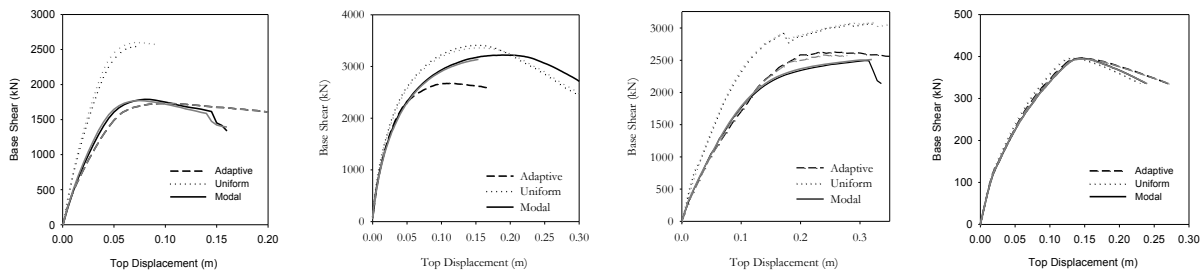 3000
2500
2000
1500
1000
500
0
Base Shear (kN)
Adaptive
Uniform
Modal
0.00 0.05 0.10 0.15 0.20
Top Displacement (m)
4000
3000
2000
1000
0
Base Shear (kN)
Adaptive
Uniform
Modal
0.00 0.05 0.10 0.15 0.20 0.25 0.30
Top Displacement (m)
3000
2500
2000
1500
1000
500
0
Base Shear (kN)
Adaptive
Uniform
Modal
0.0 0.1 0.2 0.3
Top Displacement (m)
500
400
300
200
100
0
Base Shear (kN)
Adaptive
Uniform
Modal
0.00 0.05 0.10 0.15 0.20 0.25 0.30
Top Displacement (m)